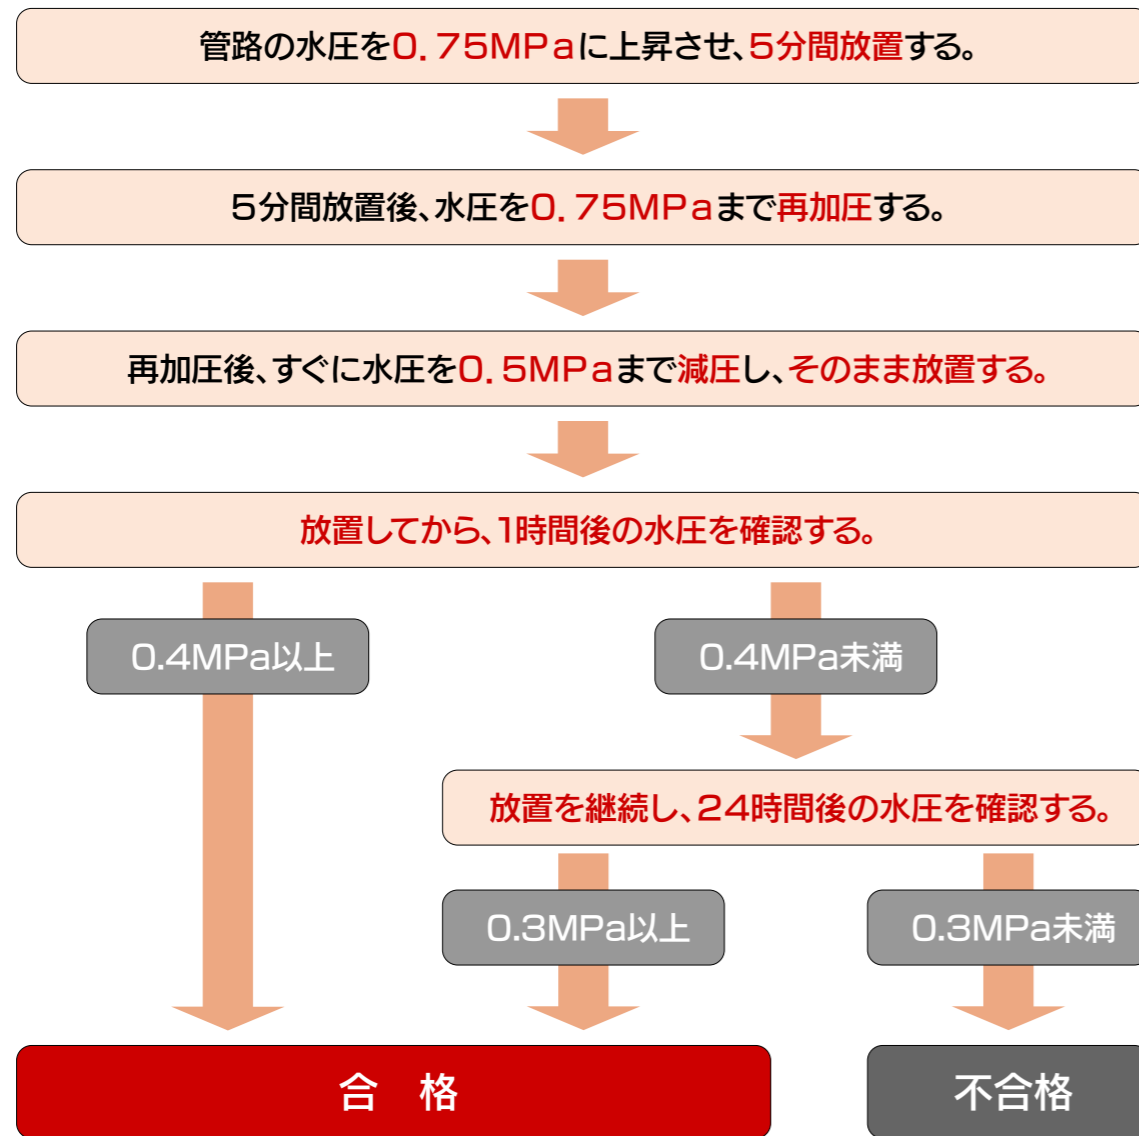 管路の水圧を0.75MPaに上昇させ、5分間放置する。
5分間放置後、水圧を0.75MPaまで再加圧する。
再加圧後、すぐに水圧を0.5MPaまで減圧し、そのまま放置する。
放置してから、1時間後の水圧を確認する。
0.4MPa以上
0.4MPa未満
放置を継続し、24時間後の水圧を確認する。
0.3MPa以上
0.3MPa未満
合 格
不合格